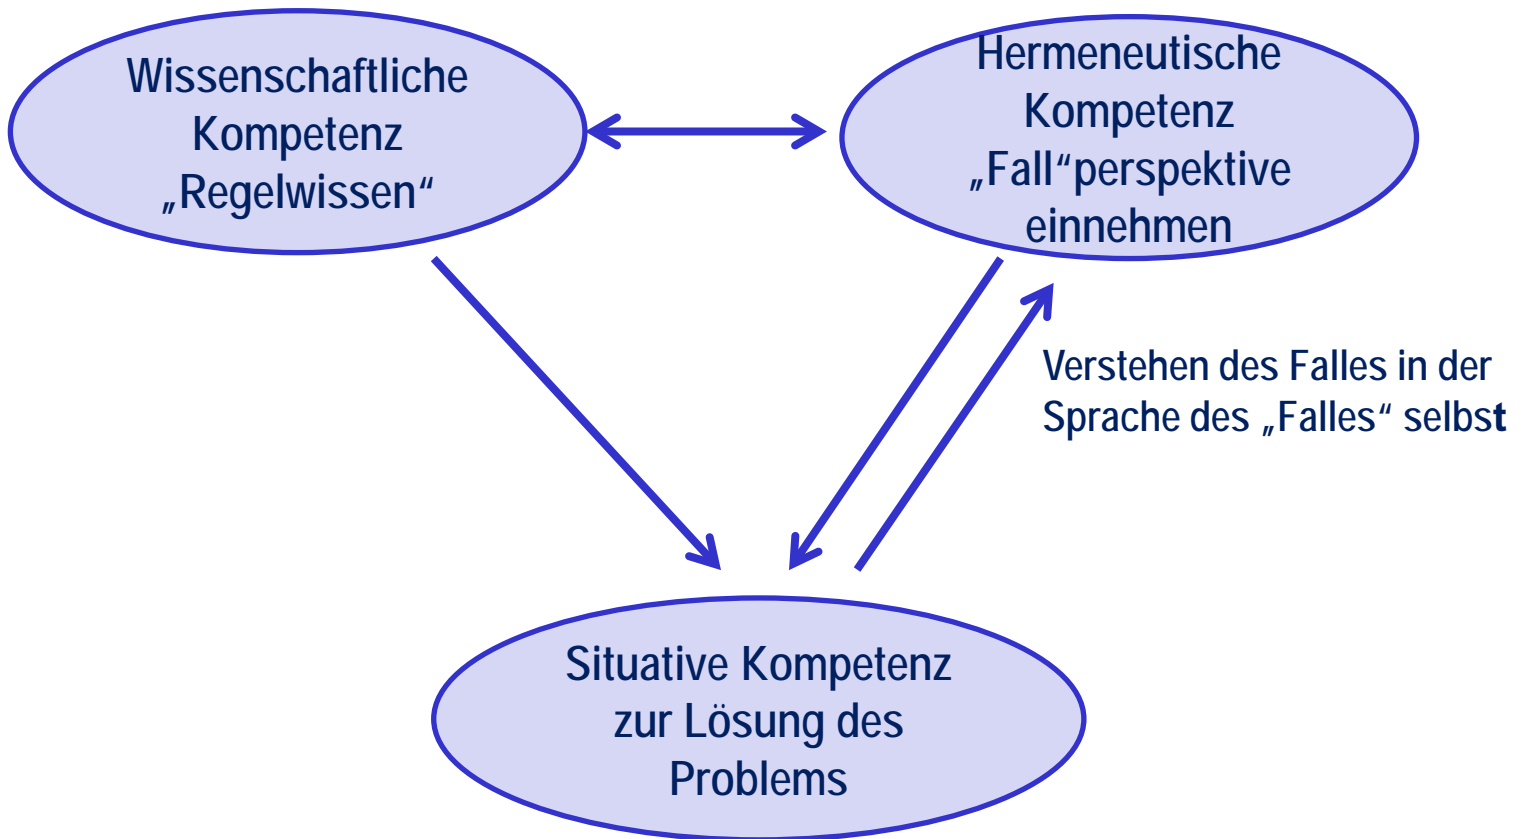 Wissenschaftliche
Kompetenz
„Regelwissen“
Hermeneutische
Kompetenz
„Fall“perspektive
einnehmen
Verstehen des Falles in der
Sprache des „Falles“ selbst
Situative Kompetenz
zur Lösung des
Problems